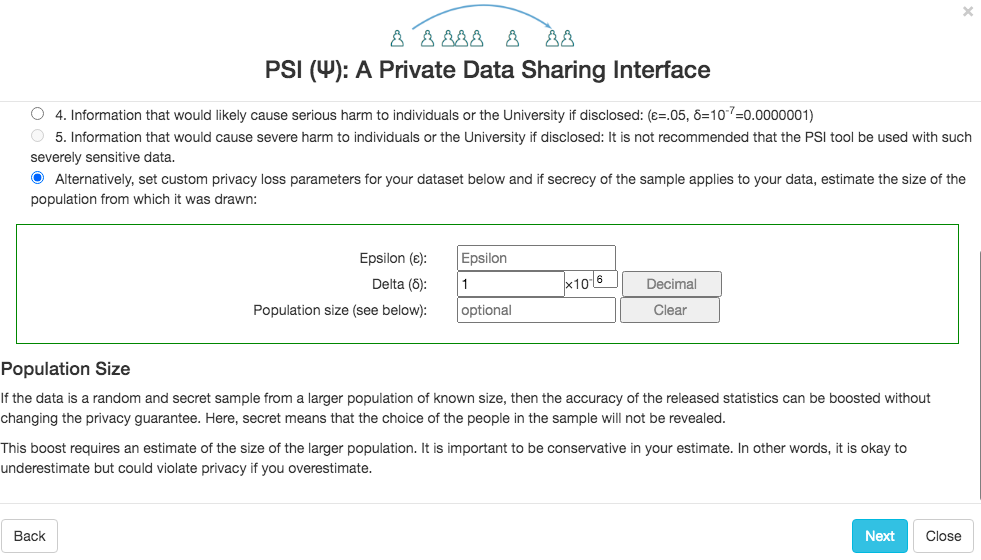 ×
PSI (Ψ): A Private Data Sharing Interface
4. Information that would likely cause serious harm to individuals or the University if disclosed: (ε=.05, δ=10⁻⁷=0.0000001)
5. Information that would cause severe harm to individuals or the University if disclosed: It is not recommended that the PSI tool be used with such
severely sensitive data.
Alternatively, set custom privacy loss parameters for your dataset below and if secrecy of the sample applies to your data, estimate the size of the
population from which it was drawn:
Epsilon (ε): Epsilon
Delta (δ): 1 ×10⁻ 6 Decimal
Population size (see below): optional Clear
Population Size
If the data is a random and secret sample from a larger population of known size, then the accuracy of the released statistics can be boosted without
changing the privacy guarantee. Here, secret means that the choice of the people in the sample will not be revealed.
This boost requires an estimate of the size of the larger population. It is important to be conservative in your estimate. In other words, it is okay to
underestimate but could violate privacy if you overestimate.
Back Next Close